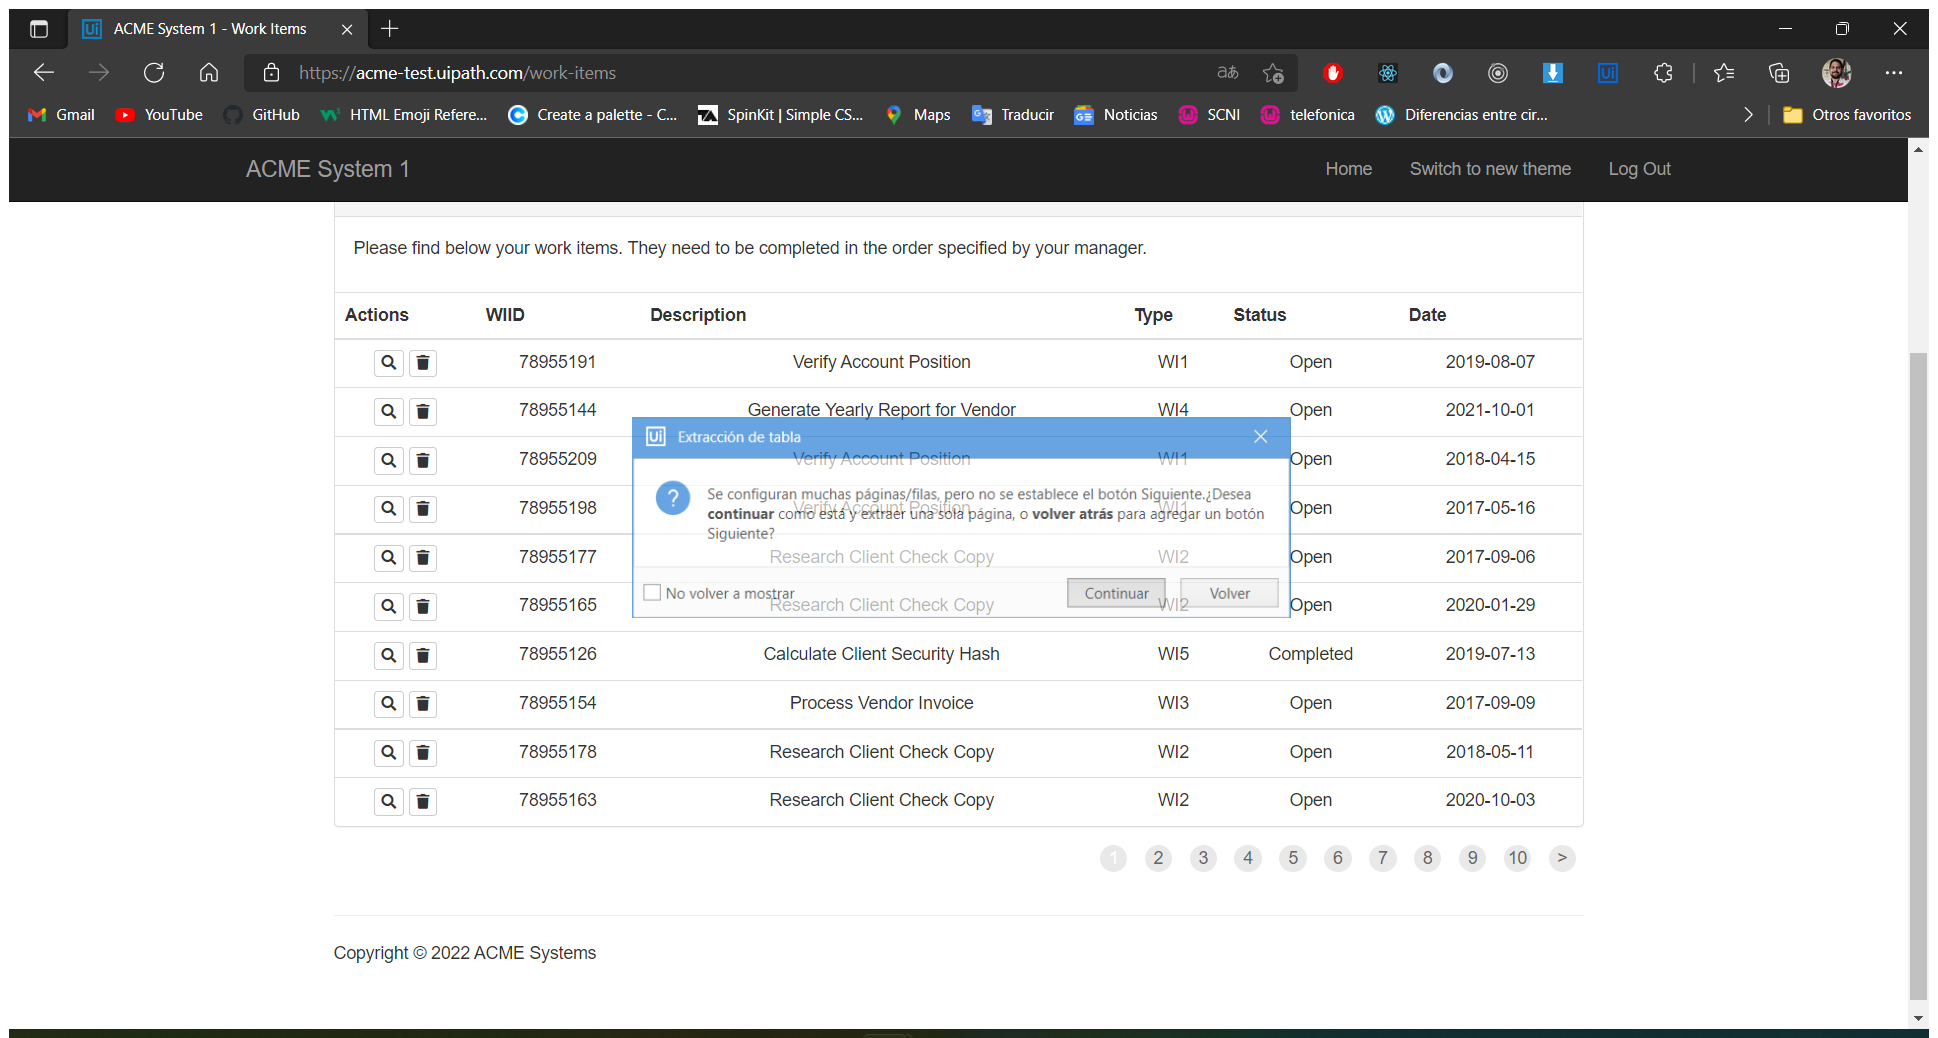 ACME System 1 - Work Items
https://acme-test.uipath.com/work-items
Gmail YouTube GitHub HTML Emoji Refere... Create a palette - C... SpinKit | Simple CS... Maps Traducir Noticias SCNI telefonica Diferencias entre cir... Otros favoritos
ACME System 1 Home Switch to new theme Log Out
Please find below your work items. They need to be completed in the order specified by your manager.
Actions WIID Description Type Status Date
78955191 Verify Account Position WI1 Open 2019-08-07
78955144 Generate Yearly Report for Vendor WI4 Open 2021-10-01
Ui Extracción de tabla
78955209 Verify Account Position WI1 Open 2018-04-15
Se configuran muchas páginas/filas, pero no se establece el botón Siguiente.¿Desea
78955198 Verify Account Position WI1 Open 2017-05-16
continuar como está y extraer una sola página, o volver atrás para agregar un botón
Siguiente?
78955177 Research Client Check Copy WI2 Open 2017-09-06
No volver a mostrar Continuar Volver
78955165 Research Client Check Copy WI2 Open 2020-01-29
78955126 Calculate Client Security Hash WI5 Completed 2019-07-13
78955154 Process Vendor Invoice WI3 Open 2017-09-09
78955178 Research Client Check Copy WI2 Open 2018-05-11
78955163 Research Client Check Copy WI2 Open 2020-10-03
1 2 3 4 5 6 7 8 9 10 >
Copyright © 2022 ACME Systems